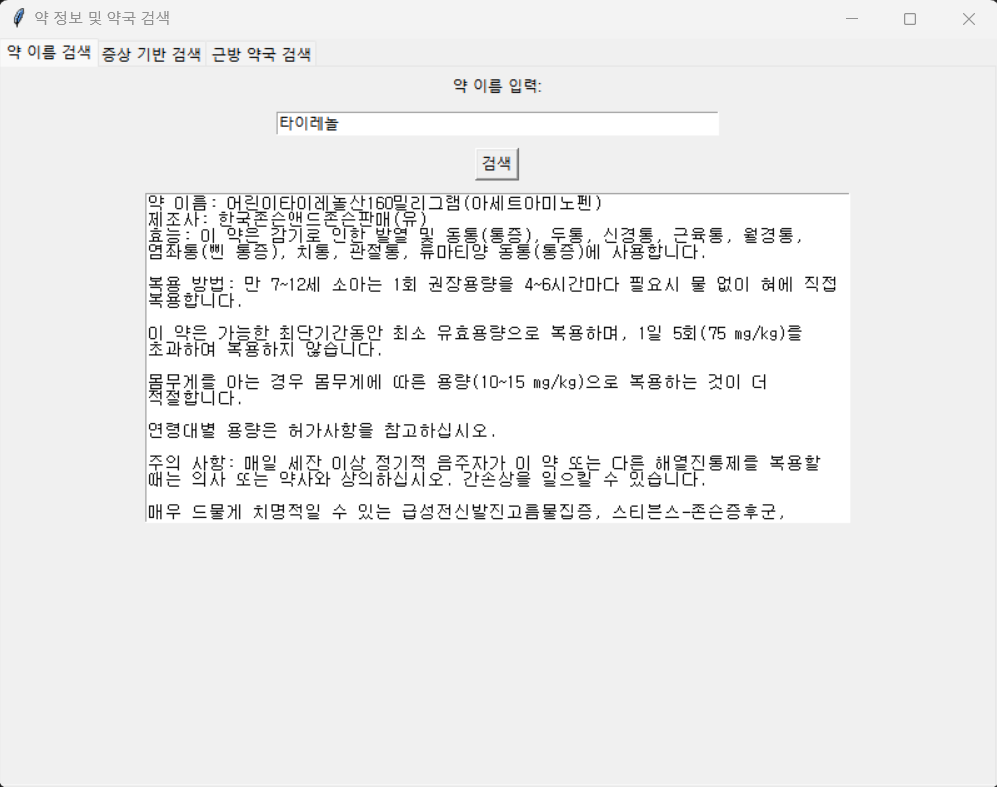 약 정보 및 약국 검색
약 이름 검색 증상 기반 검색 근방 약국 검색
약 이름 입력:
타이레놀
검색
약 이름: 어린이타이레놀산160밀리그램(아세트아미노펜)
제조사: 한국존슨앤드존슨판매(유)
효능: 이 약은 감기로 인한 발열 및 동통(통증), 두통, 신경통, 근육통, 월경통,
염좌통(삔 통증), 치통, 관절통, 류마티양 동통(통증)에 사용합니다.
복용 방법: 만 7~12세 소아는 1회 권장용량을 4~6시간마다 필요시 물 없이 혀에 직접
복용합니다.
이 약은 가능한 최단기간동안 최소 유효용량으로 복용하며, 1일 5회(75 mg/kg)를
초과하여 복용하지 않습니다.
몸무게를 아는 경우 몸무게에 따른 용량(10~15 mg/kg)으로 복용하는 것이 더
적절합니다.
연령대별 용량은 허가사항을 참고하십시오.
주의 사항: 매일 세잔 이상 정기적 음주자가 이 약 또는 다른 해열진통제를 복용할
때는 의사 또는 약사와 상의하십시오. 간손상을 일으킬 수 있습니다.
매우 드물게 치명적일 수 있는 급성전신발진고름물집증, 스티븐스-존슨증후군,